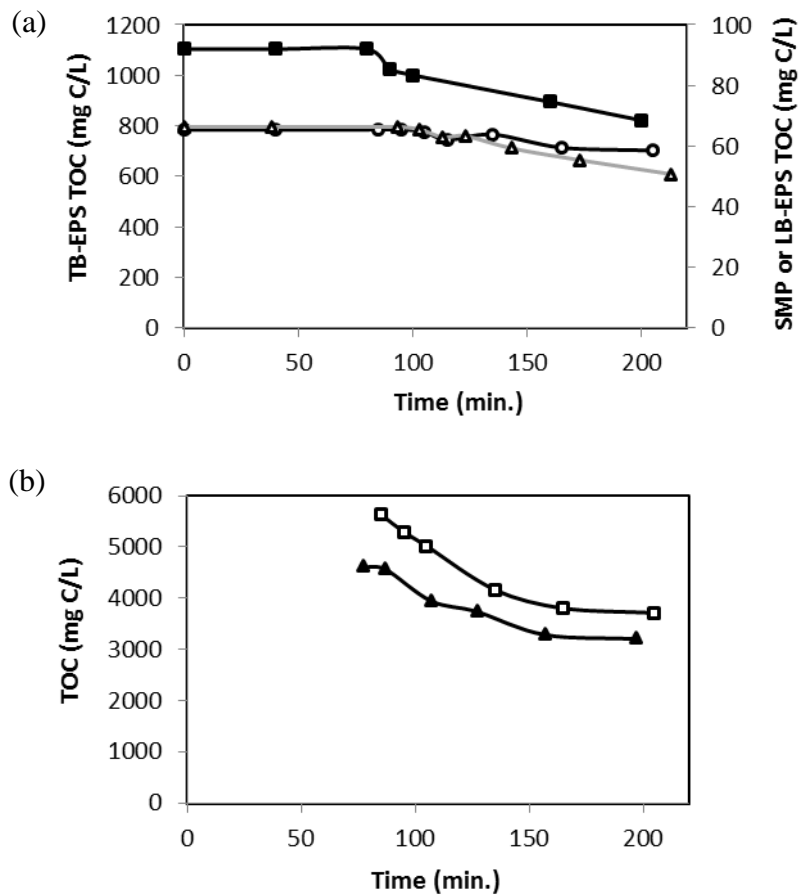 (a)
1200
1000
800
600
400
200
0
TB-EPS TOC (mg C/L)
100
80
60
40
20
0
SMP or LB-EPS TOC (mg C/L)
0 50 100 150 200
Time (min.)
(b)
6000
5000
4000
3000
2000
1000
0
TOC (mg C/L)
0 50 100 150 200
Time (min.)